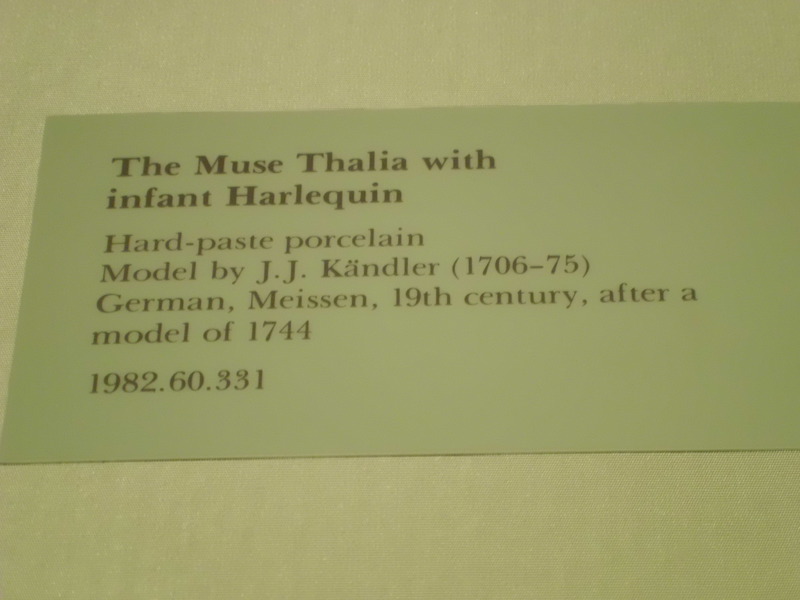 The Muse Thalia with
infant Harlequin
Hard-paste porcelain
Model by J.J. Kändler (1706–75)
German, Meissen, 19th century, after a
model of 1744
1982.60.331